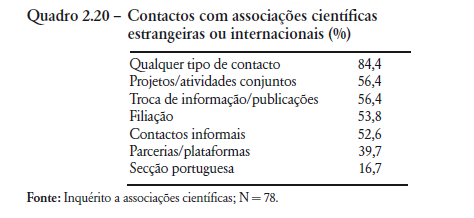 Quadro 2.20 – Contactos com associações científicas
estrangeiras ou internacionais (%)
Qualquer tipo de contacto 84,4
Projetos/atividades conjuntos 56,4
Troca de informação/publicações 56,4
Filiação 53,8
Contactos informais 52,6
Parcerias/plataformas 39,7
Secção portuguesa 16,7
Fonte: Inquérito a associações científicas; N = 78.